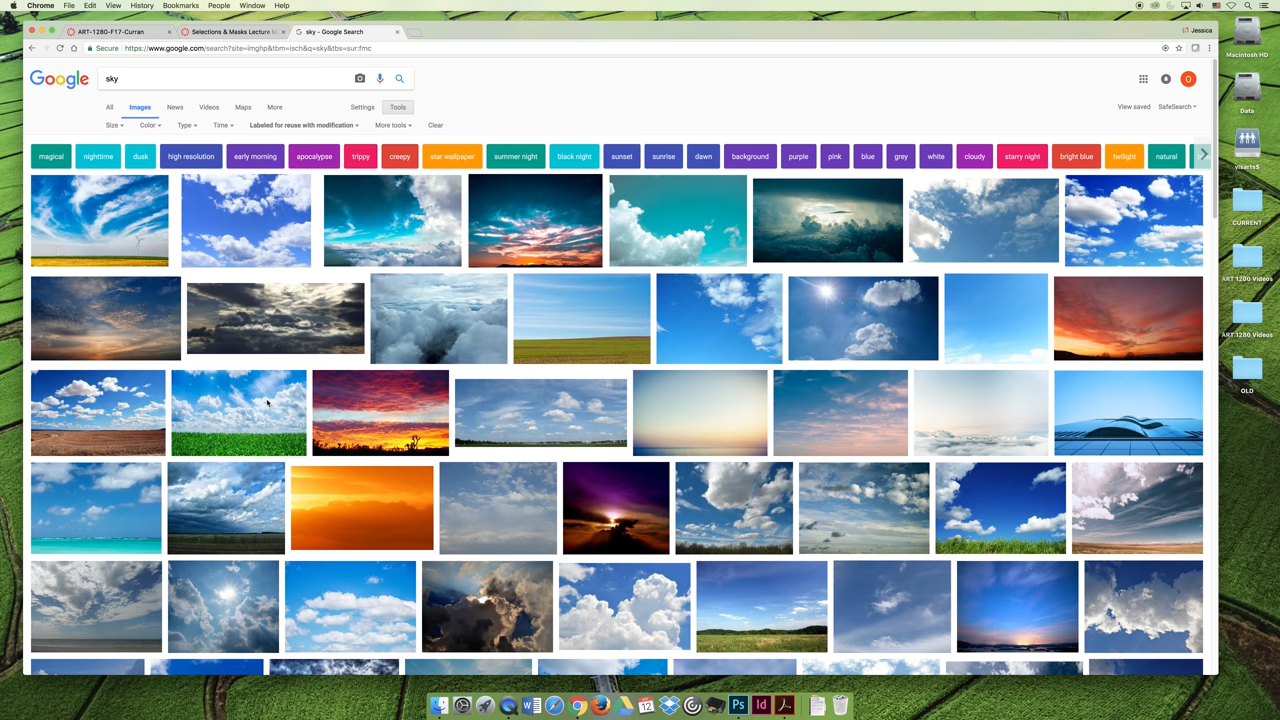 Chrome File Edit View History Bookmarks People Window Help
ART-1280-F17-Curran
Selections & Masks Lecture
sky - Google Search
Jessica
Secure https://www.google.com/search?site=imghp&tbm=isch&q=sky&tbs=sur:fmc
Google
sky
All Images News Videos Maps More Settings Tools
View saved SafeSearch
Size Color Type Time Labeled for reuse with modification More tools Clear
magical nighttime dusk high resolution early morning apocalypse trippy creepy star wallpaper summer night black night sunset sunrise dawn background purple pink blue grey white cloudy starry night bright blue twilight natural
Macintosh HD
Data
visarts$
CURRENT
ART 1200 Videos
ART 1280 Videos
OLD
O
12
Ps
Id